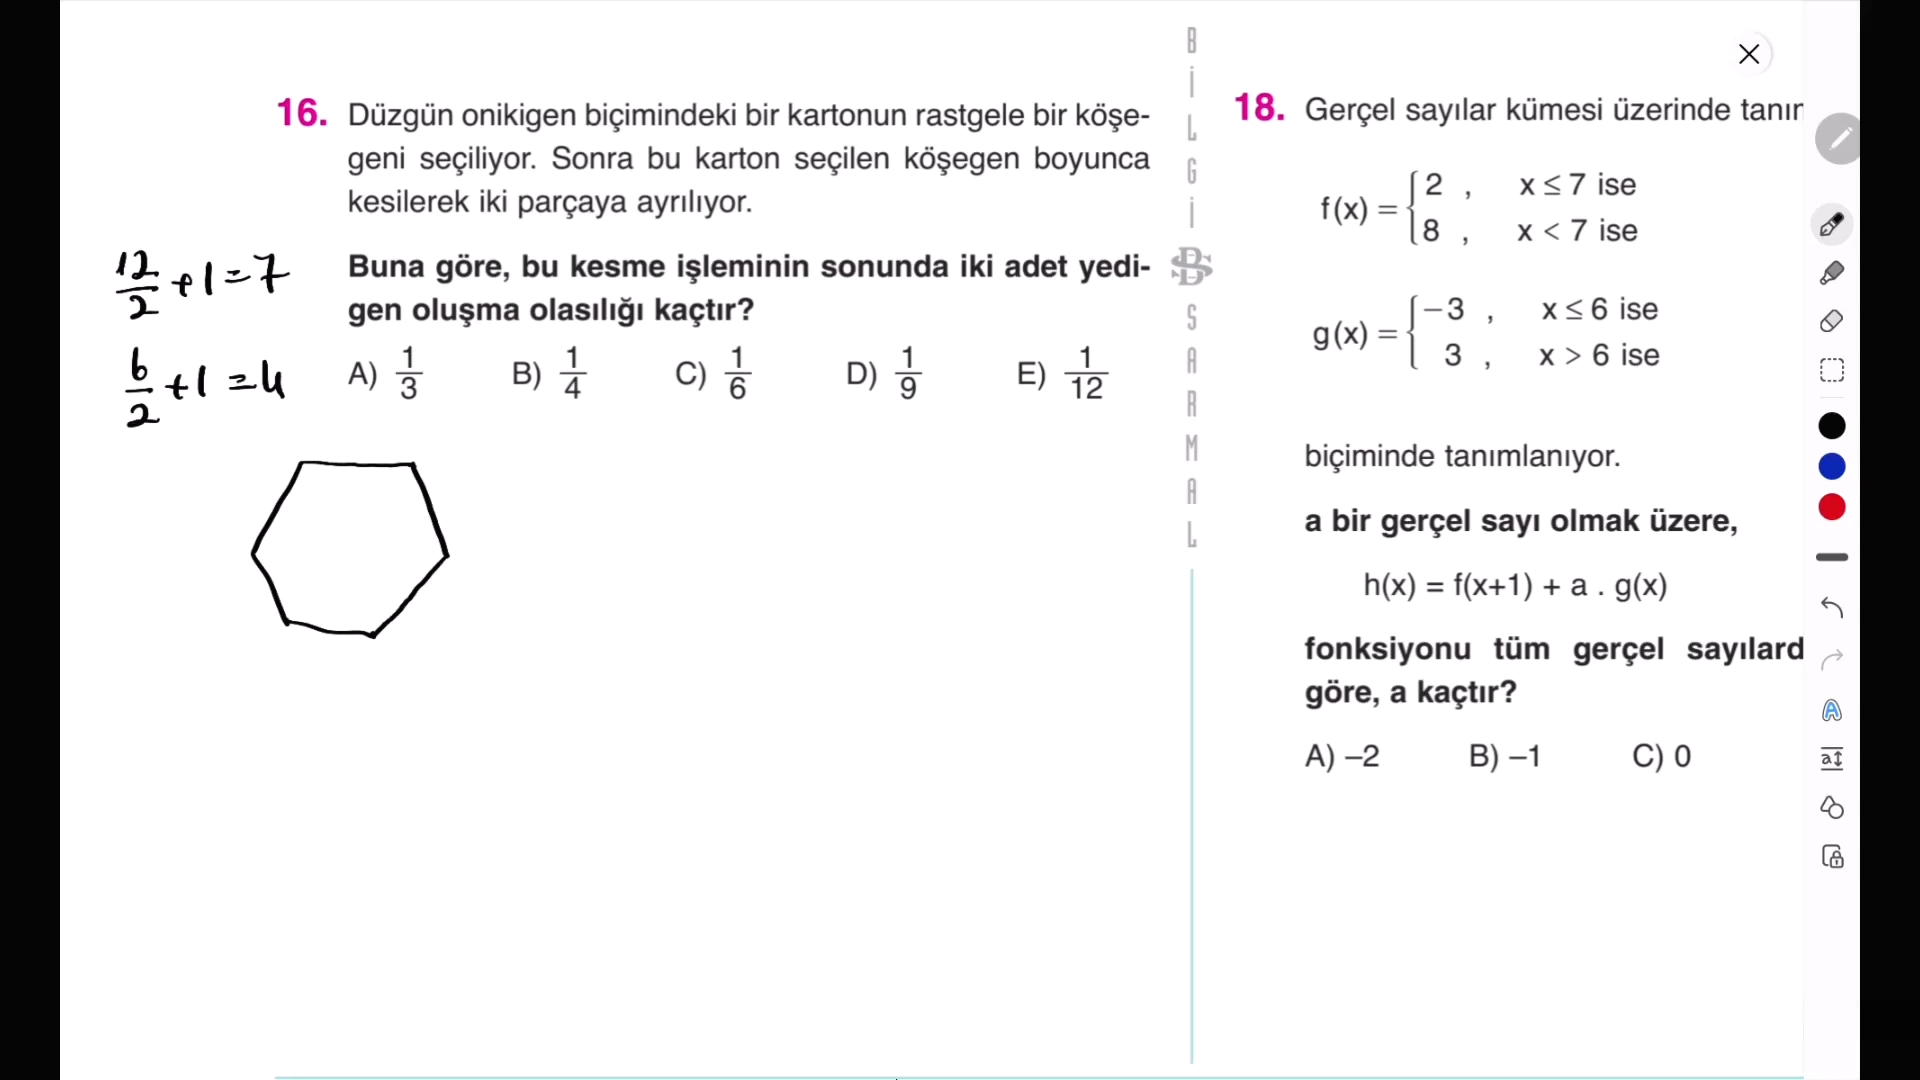 16. Düzgün onikigen biçimindeki bir kartonun rastgele bir köşe-
geni seçiliyor. Sonra bu karton seçilen köşegen boyunca
kesilerek iki parçaya ayrılıyor.
Buna göre, bu kesme işleminin sonunda iki adet yedi-
gen oluşma olasılığı kaçtır?
A) 1/3 B) 1/4 C) 1/6 D) 1/9 E) 1/12
12/2 + 1 = 7
6/2 + 1 = 4
BİLGİ SARMAL
18. Gerçel sayılar kümesi üzerinde
f(x) = { 2 , x ≤ 7 ise
8 , x < 7 ise
g(x) = { −3 , x ≤ 6 ise
3 , x > 6 ise
biçiminde tanımlanıyor.
a bir gerçel sayı olmak üzere,
h(x) = f(x+1) + a . g(x)
fonksiyonu tüm gerçel sayılard
göre, a kaçtır?
A) –2 B) –1 C) 0